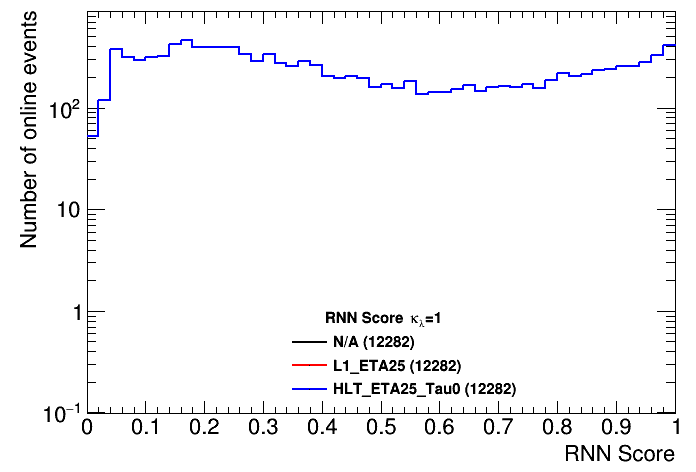 Number of online events
10²
10
1
10⁻¹
RNN Score κλ=1
N/A (12282)
L1_ETA25 (12282)
HLT_ETA25_Tau0 (12282)
0 0.1 0.2 0.3 0.4 0.5 0.6 0.7 0.8 0.9 1
RNN Score